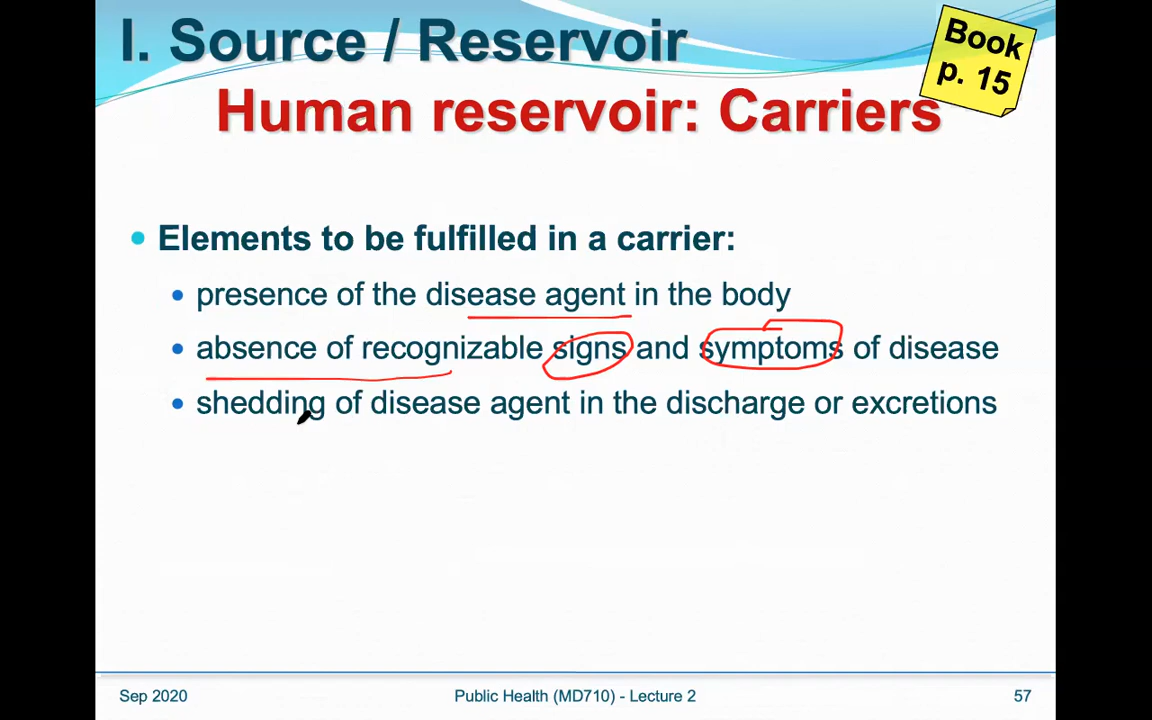 I. Source / Reservoir
Book
p. 15
Human reservoir: Carriers
• Elements to be fulfilled in a carrier:
• presence of the disease agent in the body
• absence of recognizable signs and symptoms of disease
• shedding of disease agent in the discharge or excretions
Sep 2020
Public Health (MD710) - Lecture 2
57